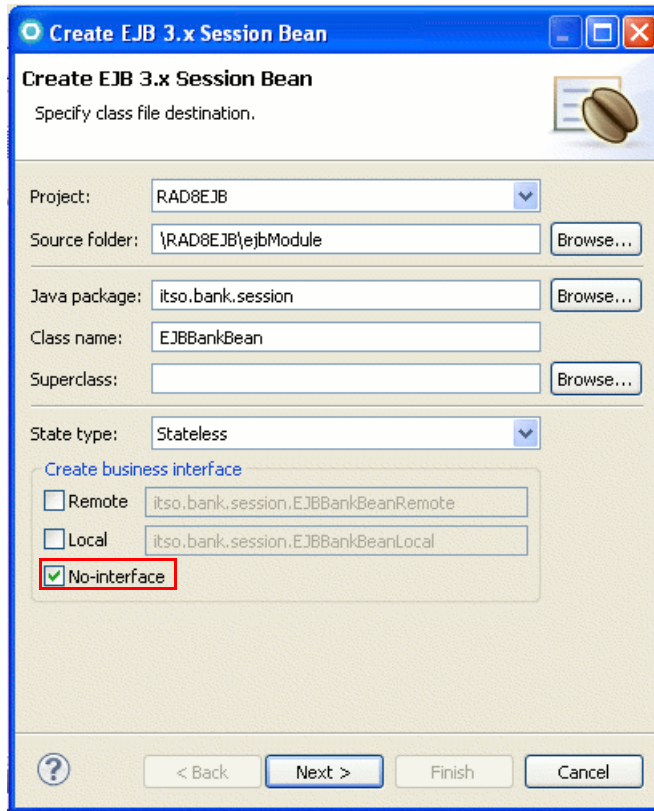 Create EJB 3.x Session Bean
Create EJB 3.x Session Bean
Specify class file destination.
Project: RAD8EJB
Source folder: \RAD8EJB\ejbModule Browse...
Java package: itso.bank.session Browse...
Class name: EJBBankBean
Superclass: Browse...
State type: Stateless
Create business interface
Remote itso.bank.session.EJBBankBeanRemote
Local itso.bank.session.EJBBankBeanLocal
No-interface
? < Back Next > Finish Cancel